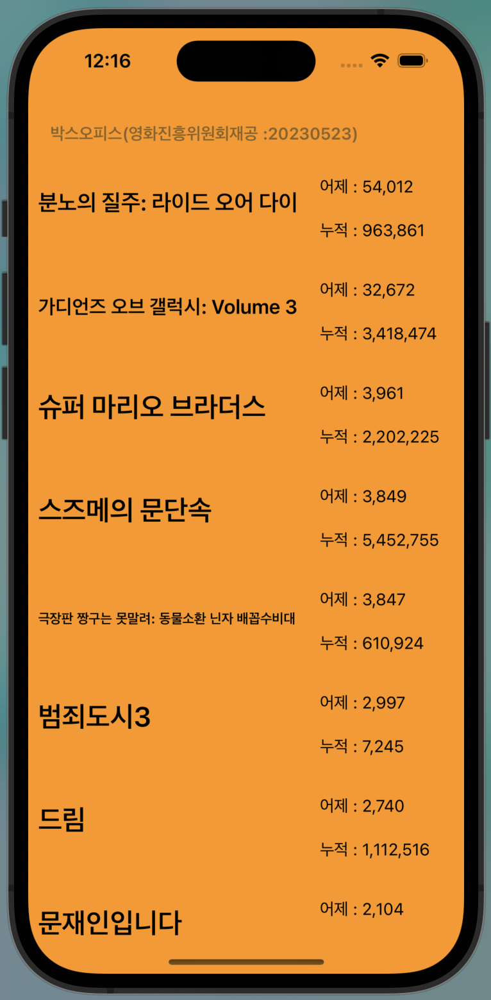 12:16
박스오피스(영화진흥위원회재공 :20230523)
분노의 질주: 라이드 오어 다이
어제 : 54,012
누적 : 963,861
가디언즈 오브 갤럭시: Volume 3
어제 : 32,672
누적 : 3,418,474
슈퍼 마리오 브라더스
어제 : 3,961
누적 : 2,202,225
스즈메의 문단속
어제 : 3,849
누적 : 5,452,755
극장판 짱구는 못말려: 동물소환 닌자 배꼽수비대
어제 : 3,847
누적 : 610,924
범죄도시3
어제 : 2,997
누적 : 7,245
드림
어제 : 2,740
누적 : 1,112,516
문재인입니다
어제 : 2,104